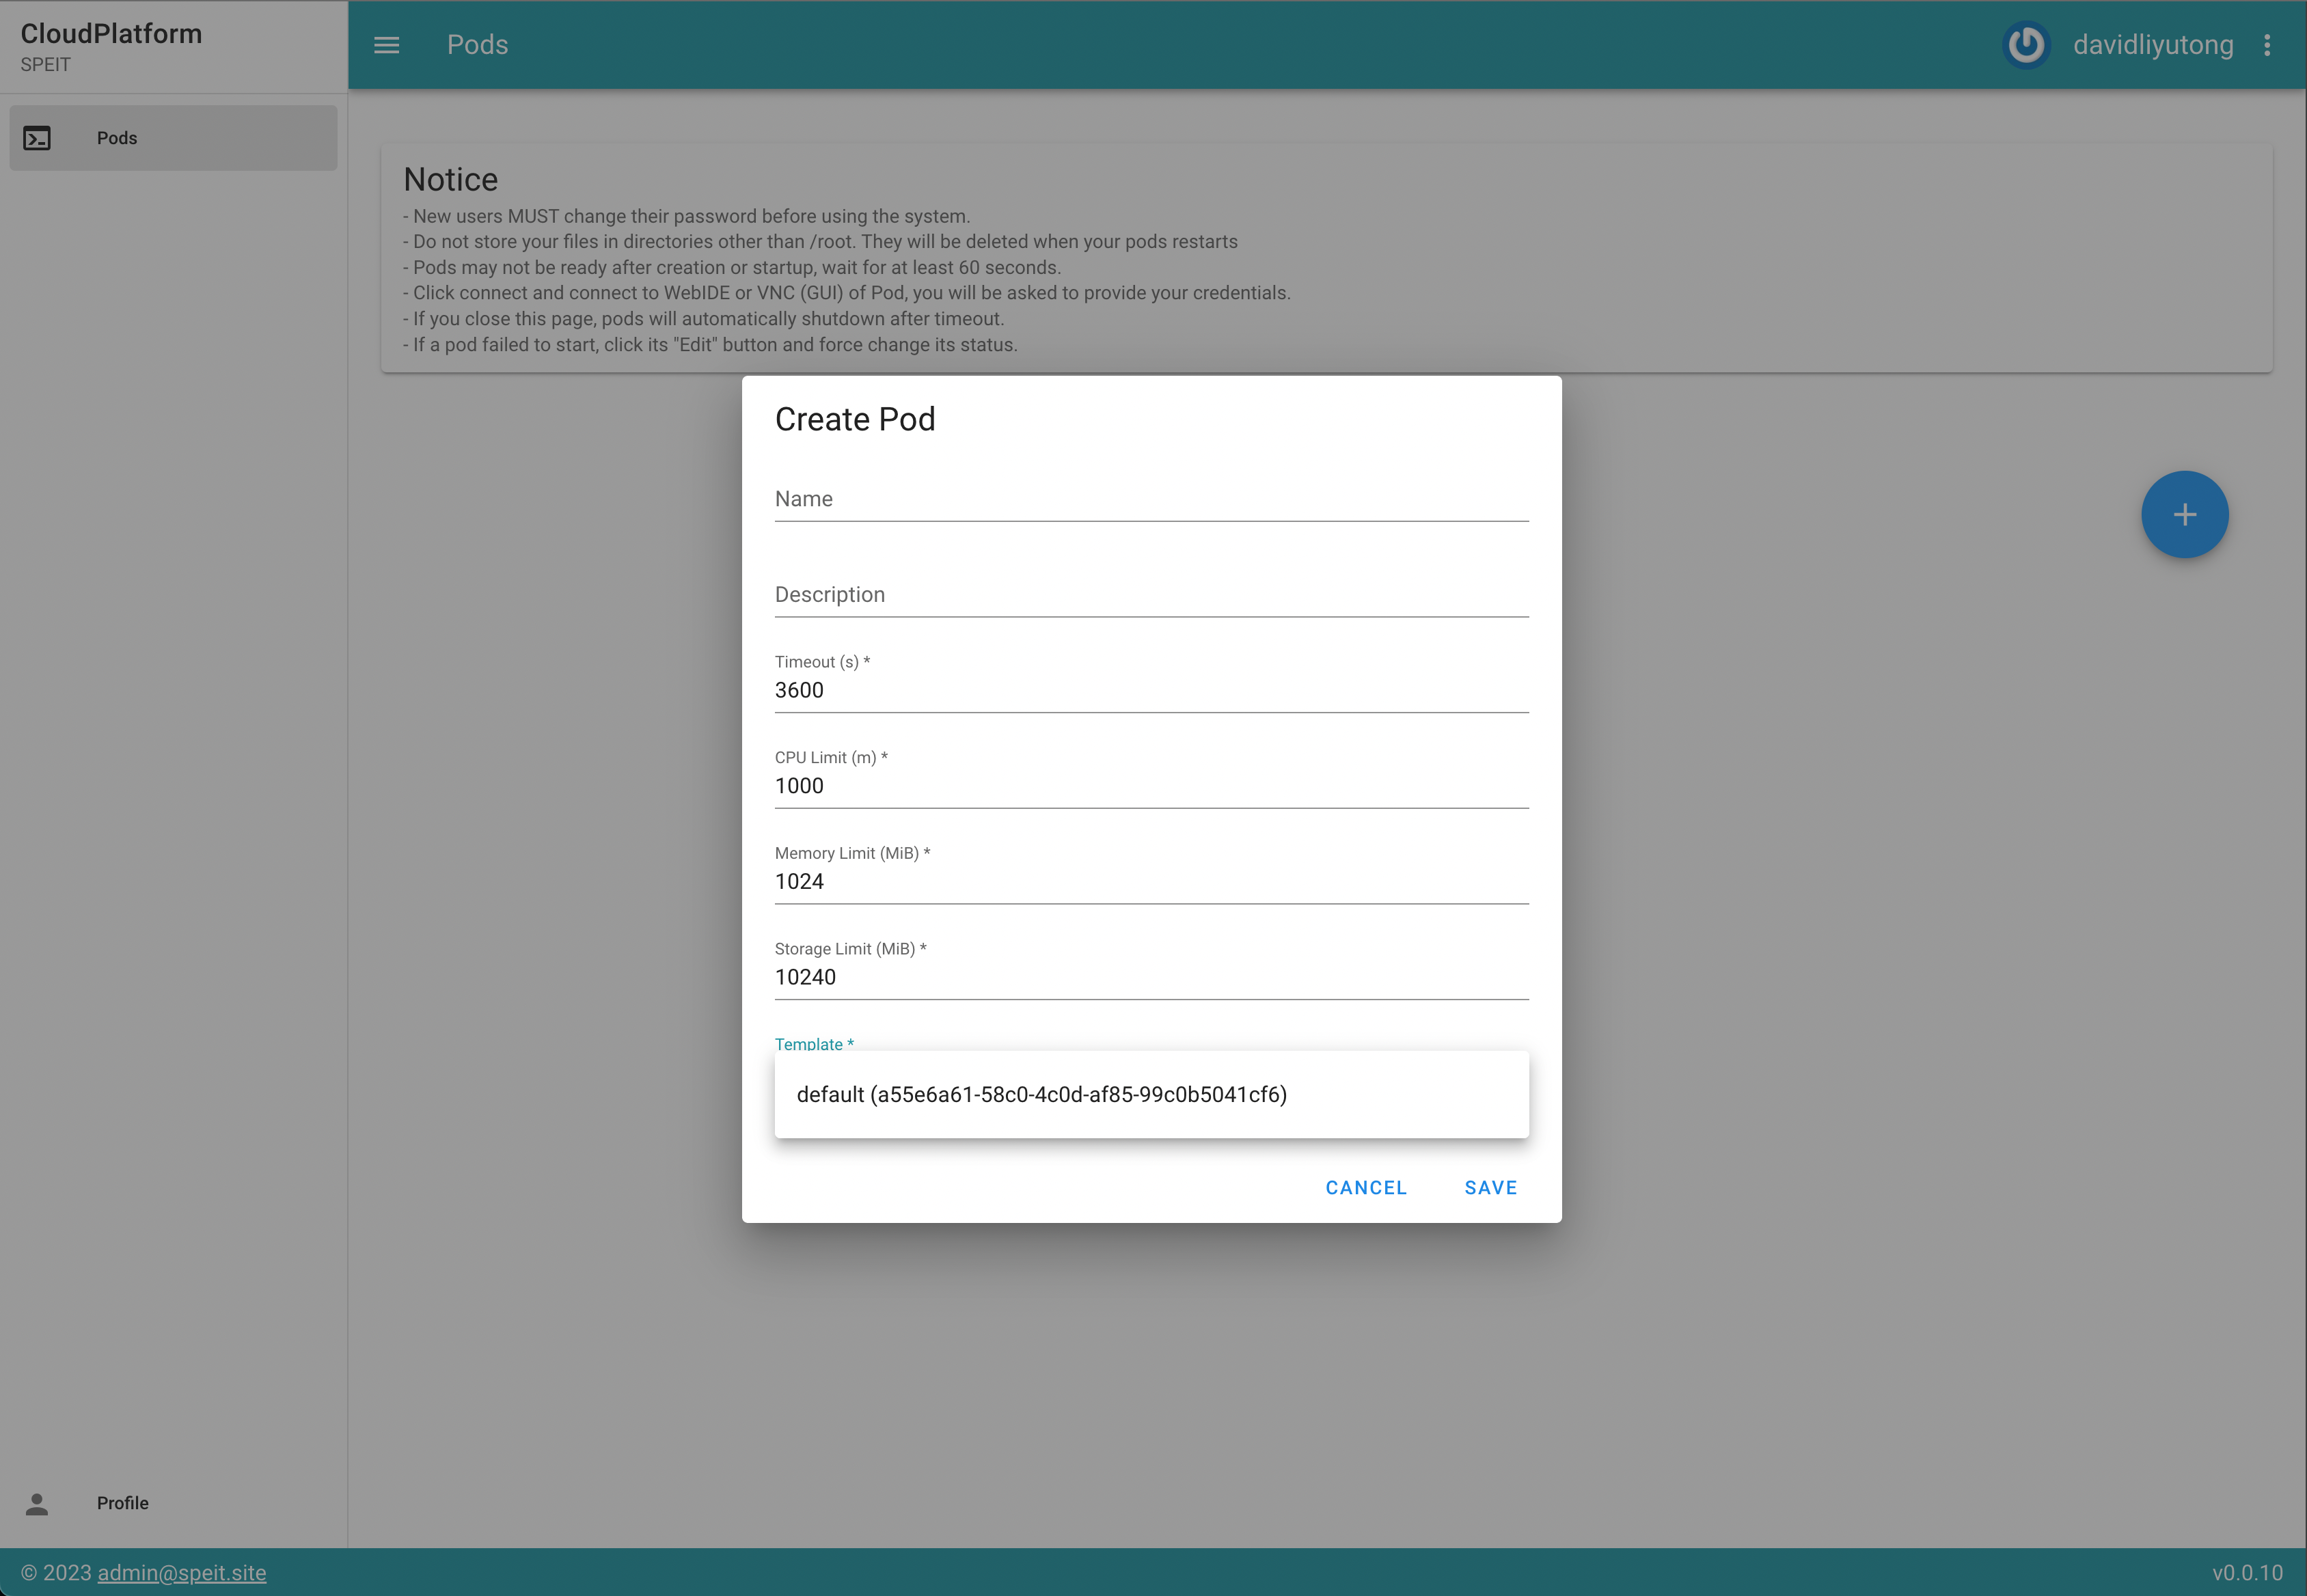 CloudPlatform
SPEIT
Pods
davidliyutong
Pods
Notice
- New users MUST change their password before using the system.
- Do not store your files in directories other than /root. They will be deleted when your pods restarts
- Pods may not be ready after creation or startup, wait for at least 60 seconds.
- Click connect and connect to WebIDE or VNC (GUI) of Pod, you will be asked to provide your credentials.
- If you close this page, pods will automatically shutdown after timeout.
- If a pod failed to start, click its "Edit" button and force change its status.
Create Pod
Name
Description
Timeout (s) *
3600
CPU Limit (m) *
1000
Memory Limit (MiB) *
1024
Storage Limit (MiB) *
10240
Template *
default (a55e6a61-58c0-4c0d-af85-99c0b5041cf6)
CANCEL
SAVE
Profile
© 2023 admin@speit.site
v0.0.10